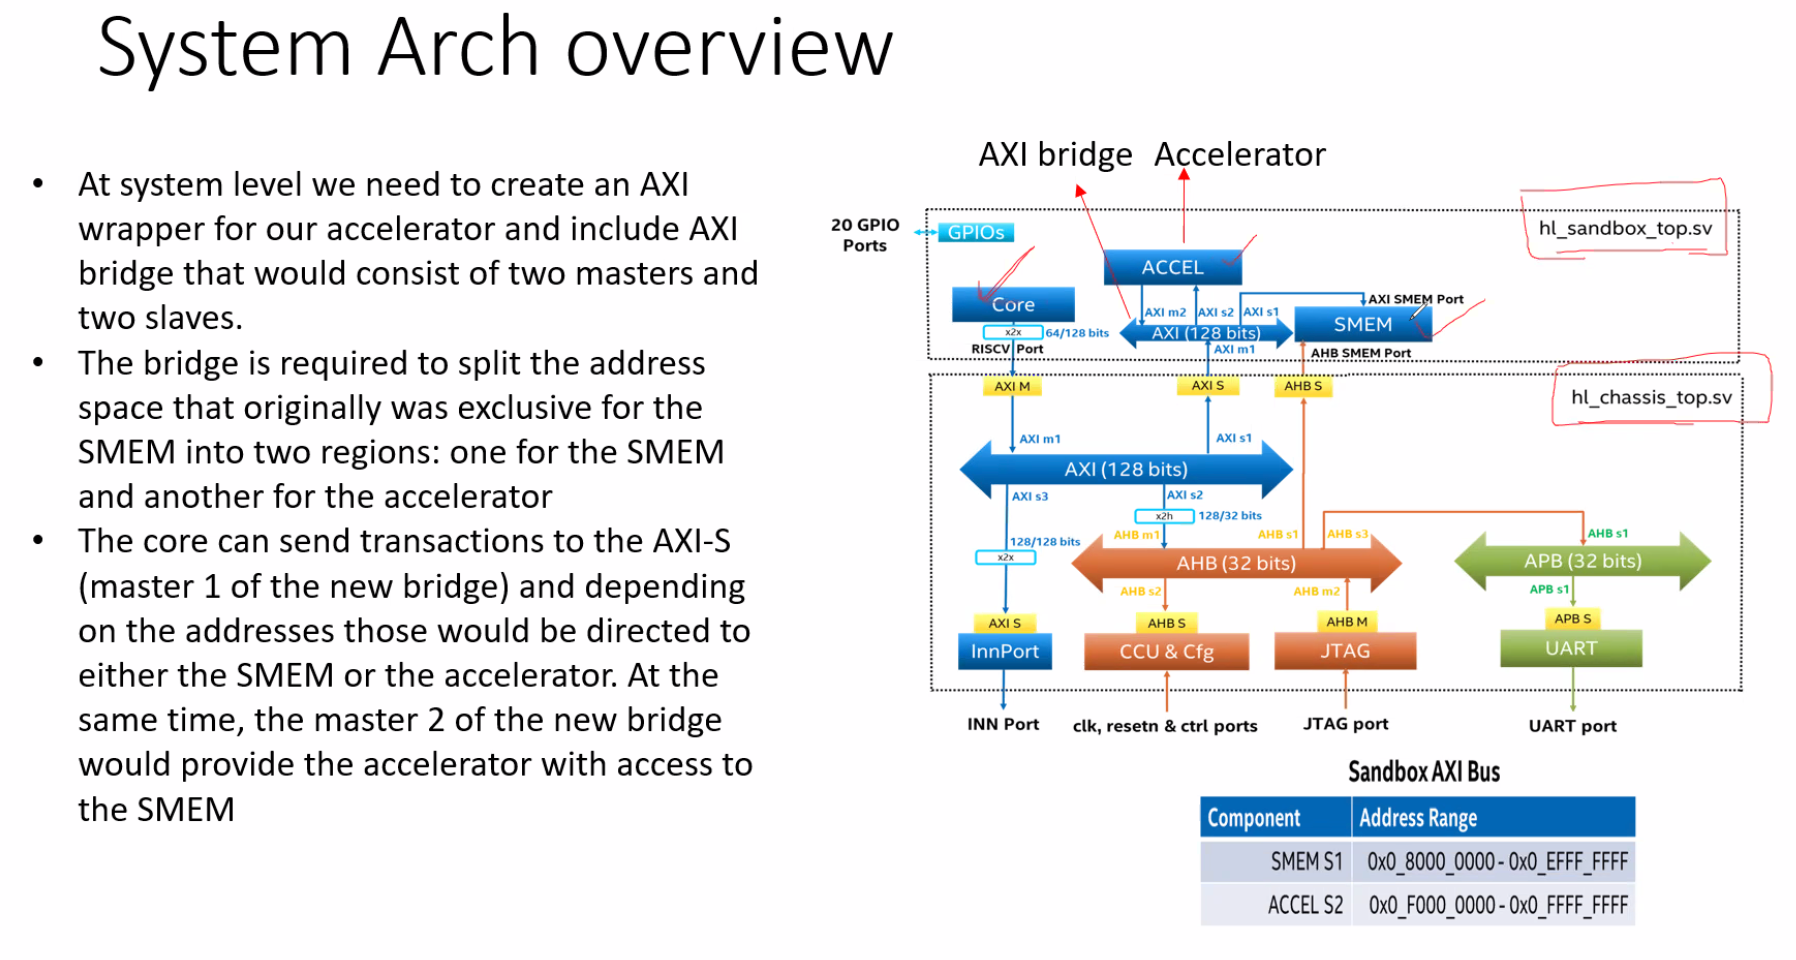 System Arch overview
• At system level we need to create an AXI
wrapper for our accelerator and include AXI
bridge that would consist of two masters and
two slaves.
• The bridge is required to split the address
space that originally was exclusive for the
SMEM into two regions: one for the SMEM
and another for the accelerator
• The core can send transactions to the AXI-S
(master 1 of the new bridge) and depending
on the addresses those would be directed to
either the SMEM or the accelerator. At the
same time, the master 2 of the new bridge
would provide the accelerator with access to
the SMEM
AXI bridge Accelerator
20 GPIO
Ports
GPIOs
hl_sandbox_top.sv
ACCEL
Core
AXI m2 AXI s2 AXI s1
AXI SMEM Port
SMEM
x2x 64/128 bits
AXI (128 bits)
RISCV Port
AXI m1
AHB SMEM Port
AXI M
AXI S
AHB S
hl_chassis_top.sv
AXI m1
AXI s1
AXI (128 bits)
AXI s3
AXI s2
x2h 128/32 bits
AHB m1
AHB s1
AHB s3
AHB s1
128/128 bits
x2x
AHB (32 bits)
APB (32 bits)
AHB s2
AHB m2
APB s1
AXI S
AHB S
AHB M
APB S
InnPort
CCU & Cfg
JTAG
UART
INN Port
clk, resetn & ctrl ports
JTAG port
UART port
Sandbox AXI Bus
Component Address Range
SMEM S1 0x0_8000_0000 - 0x0_EFFF_FFFF
ACCEL S2 0x0_F000_0000 - 0x0_FFFF_FFFF